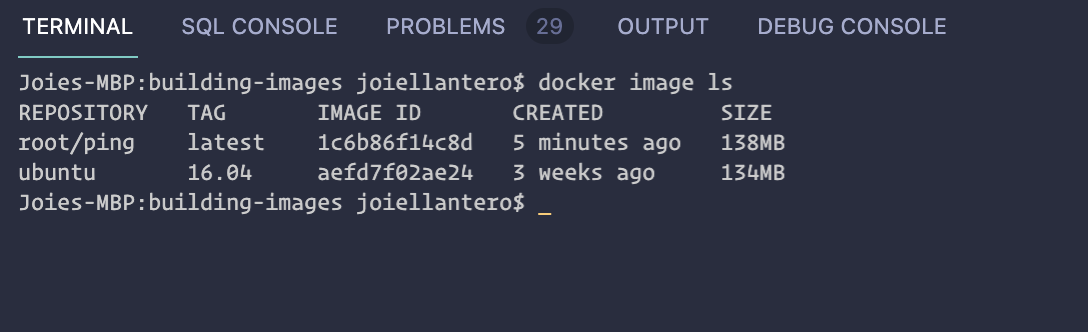 TERMINAL SQL CONSOLE PROBLEMS 29 OUTPUT DEBUG CONSOLE
Joies-MBP:building-images joiellantero$ docker image ls
REPOSITORY TAG IMAGE ID CREATED SIZE
root/ping latest 1c6b86f14c8d 5 minutes ago 138MB
ubuntu 16.04 aefd7f02ae24 3 weeks ago 134MB
Joies-MBP:building-images joiellantero$ _